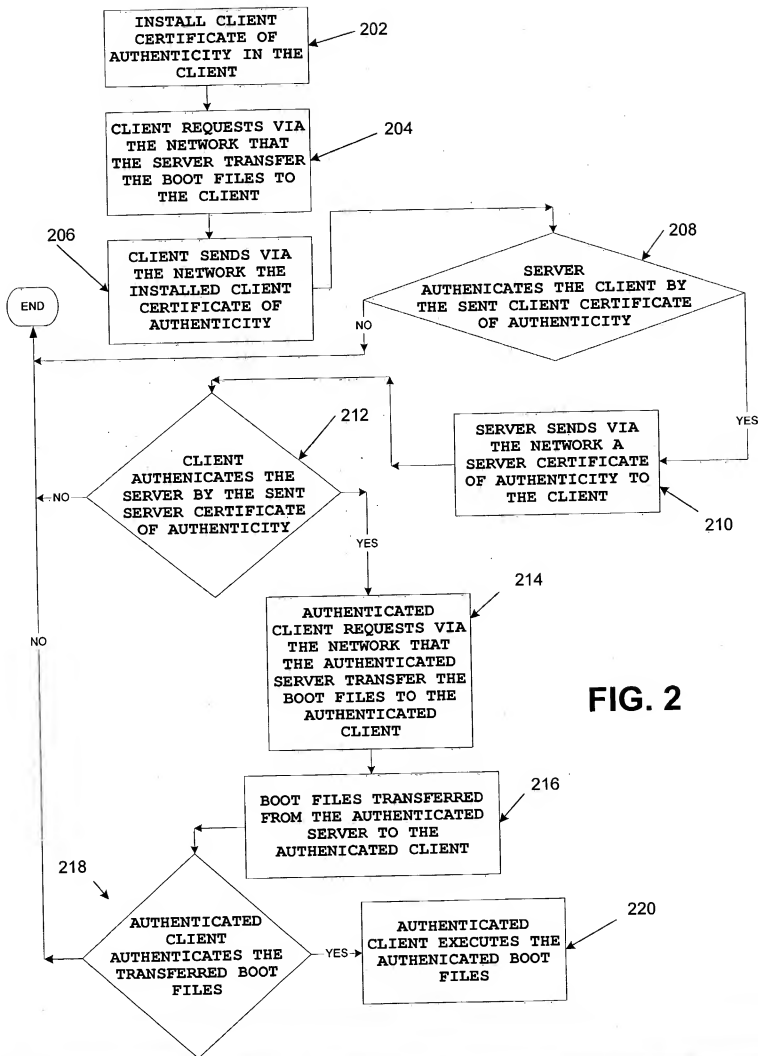 INSTALL CLIENT
CERTIFICATE OF
AUTHENTICITY IN THE
CLIENT
202
CLIENT REQUESTS VIA
THE NETWORK THAT
THE SERVER TRANSFER
THE BOOT FILES TO
THE CLIENT
204
206
CLIENT SENDS VIA
THE NETWORK THE
INSTALLED CLIENT
CERTIFICATE OF
AUTHENTICITY
208
SERVER
AUTHENICATES THE CLIENT BY
THE SENT CLIENT CERTIFICATE
OF AUTHENTICITY
END
NO
YES
SERVER SENDS VIA
THE NETWORK A
SERVER CERTIFICATE
OF AUTHENTICITY TO
THE CLIENT
210
212
CLIENT
AUTHENICATES THE
SERVER BY THE SENT
SERVER CERTIFICATE
OF AUTHENTICITY
NO
YES
214
AUTHENTICATED
CLIENT REQUESTS VIA
THE NETWORK THAT
THE AUTHENTICATED
SERVER TRANSFER THE
BOOT FILES TO THE
AUTHENTICATED
CLIENT
NO
FIG. 2
BOOT FILES TRANSFERRED
FROM THE AUTHENTICATED
SERVER TO THE
AUTHENICATED CLIENT
216
218
AUTHENTICATED
CLIENT
AUTHENTICATES THE
TRANSFERRED BOOT
FILES
YES
AUTHENTICATED
CLIENT EXECUTES THE
AUTHENICATED BOOT
FILES
220